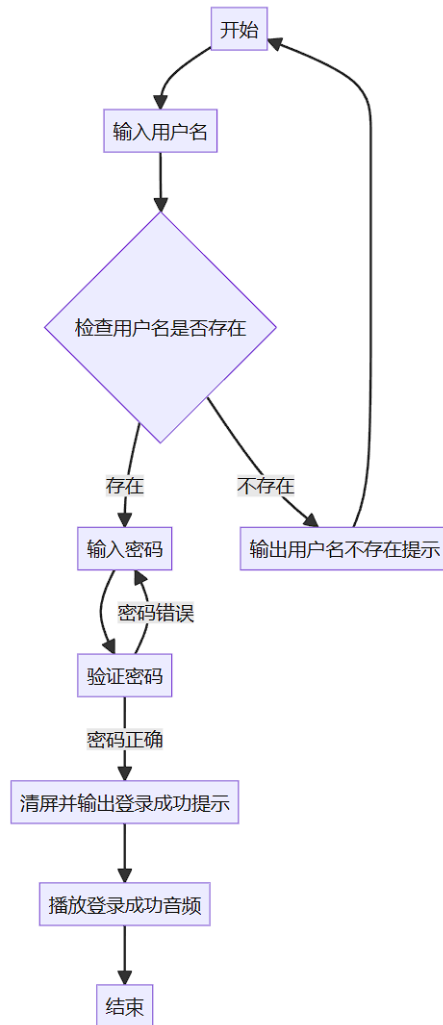 开始
输入用户名
检查用户名是否存在
存在
不存在
输入密码
输出用户名不存在提示
密码错误
验证密码
密码正确
清屏并输出登录成功提示
播放登录成功音频
结束